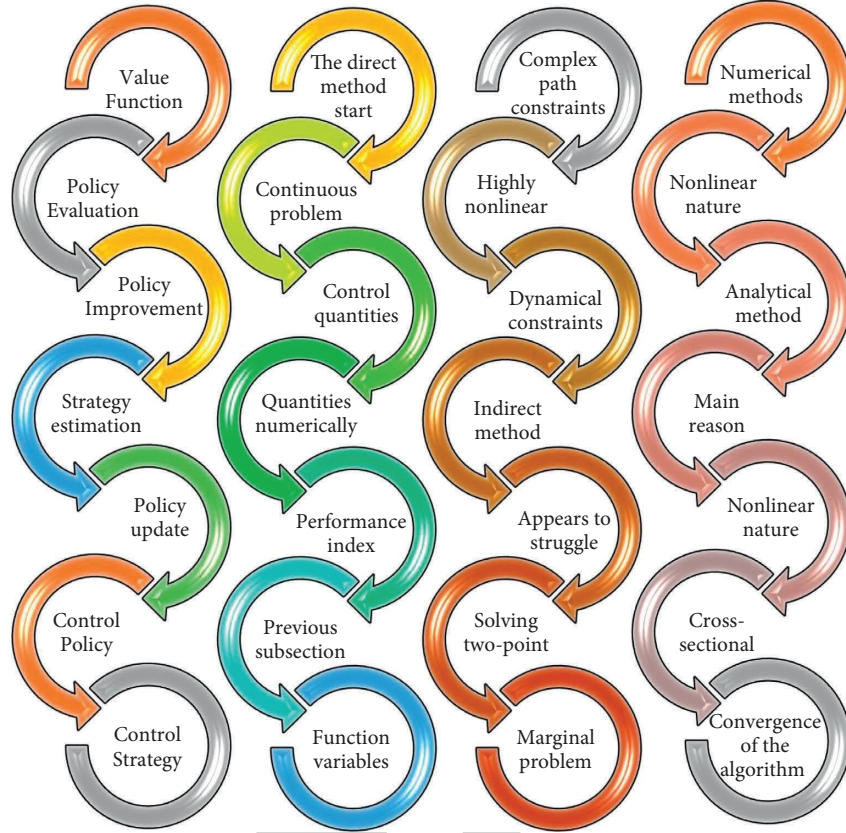 Value
Function
Policy
Evaluation
Policy
Improvement
Strategy
estimation
Policy
update
Control
Policy
Control
Strategy
The direct
method
start
Continuous
problem
Control
quantities
Quantities
numerically
Performance
index
Previous
subsection
Function
variables
Complex
path
constraints
Highly
nonlinear
Dynamical
constraints
Indirect
method
Appears to
struggle
Solving
two-point
Marginal
problem
Numerical
methods
Nonlinear
nature
Analytical
method
Main
reason
Nonlinear
nature
Cross-
sectional
Convergence
of the
algorithm